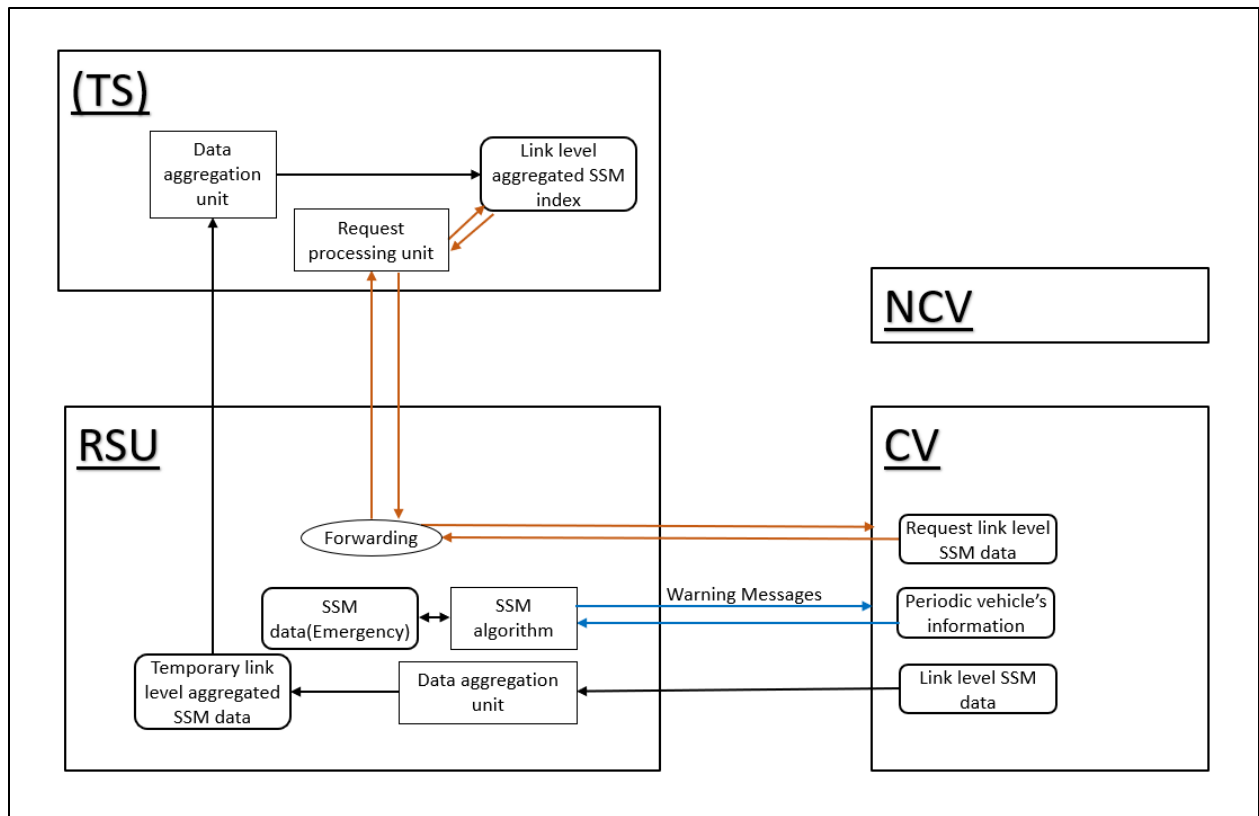 (TS)
Data
aggregation
unit
Link level
aggregated SSM
index
Request
processing unit
NCV
RSU
CV
Forwarding
Request link level
SSM data
Warning Messages
SSM
data(Emergency)
SSM
algorithm
Periodic vehicle's
information
Temporary link
level aggregated
SSM data
Data aggregation
unit
Link level SSM
data